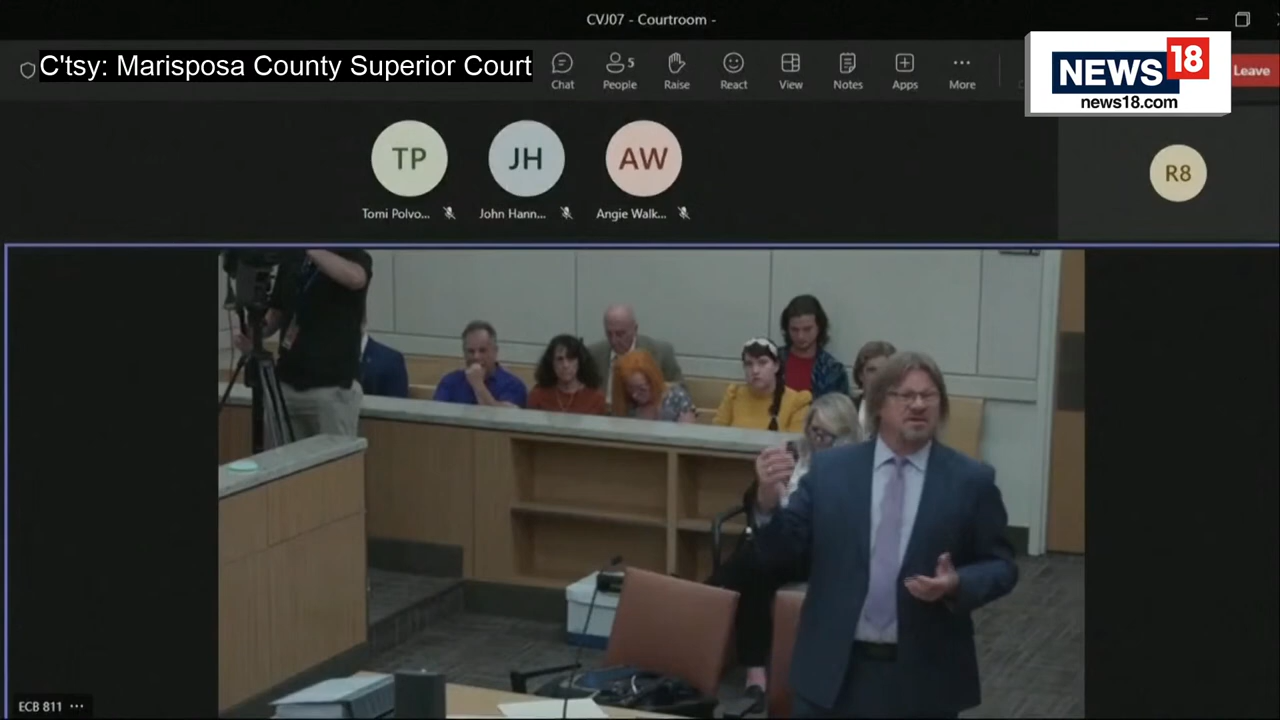 CVJ07 - Courtroom -
C'tsy: Marisposa County Superior Court
5
Chat
People
Raise
React
View
Notes
Apps
More
Leave
NEWS 18
news18.com
TP
JH
AW
R8
Tomi Polvo...
John Hann...
Angie Walk...
ECB 811 ...